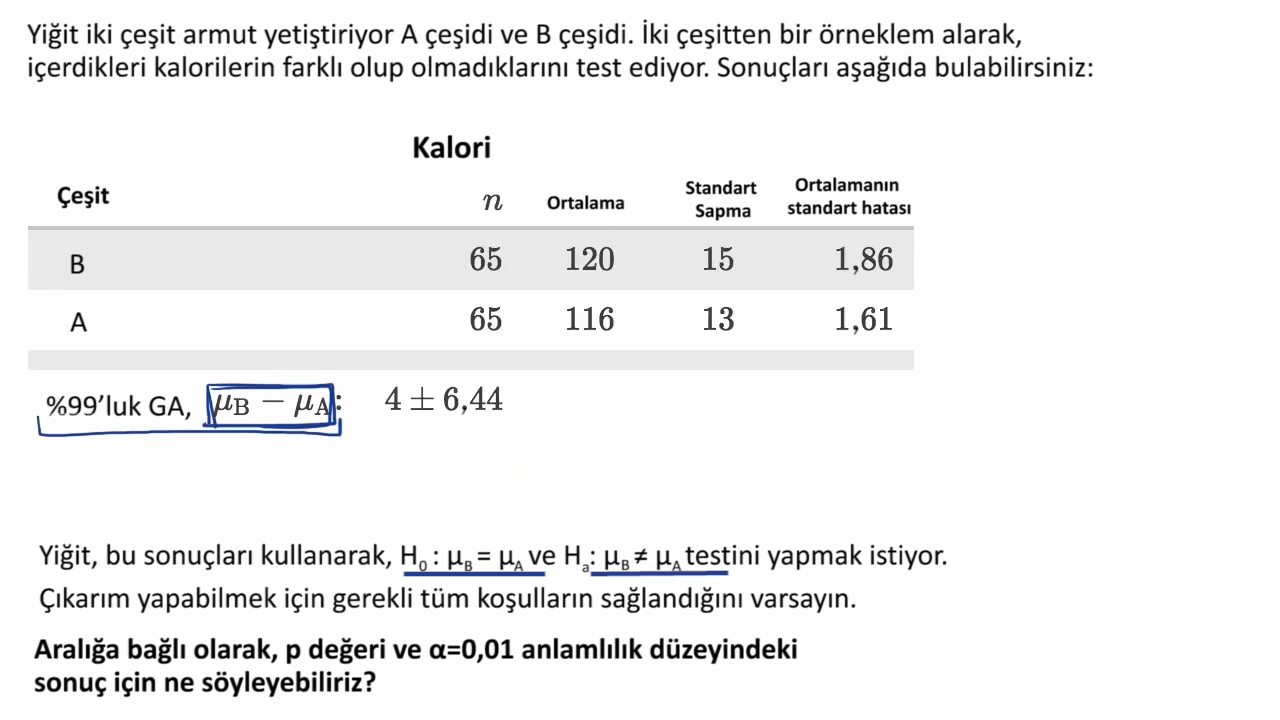 Yiğit iki çeşit armut yetiştiriyor A çeşidi ve B çeşidi. İki çeşitten bir örneklem alarak,
içerdikleri kalorilerin farklı olup olmadıklarını test ediyor. Sonuçları aşağıda bulabilirsiniz:
Kalori
Çeşit n Ortalama Standart Sapma Ortalamanın standart hatası
B 65 120 15 1,86
A 65 116 13 1,61
%99'luk GA, μB − μA: 4 ± 6,44
Yiğit, bu sonuçları kullanarak, H₀ : μB = μA ve Hₐ: μB ≠ μA testini yapmak istiyor.
Çıkarım yapabilmek için gerekli tüm koşulların sağlandığını varsayın.
Aralığa bağlı olarak, p değeri ve α=0,01 anlamlılık düzeyindeki
sonuç için ne söyleyebiliriz?